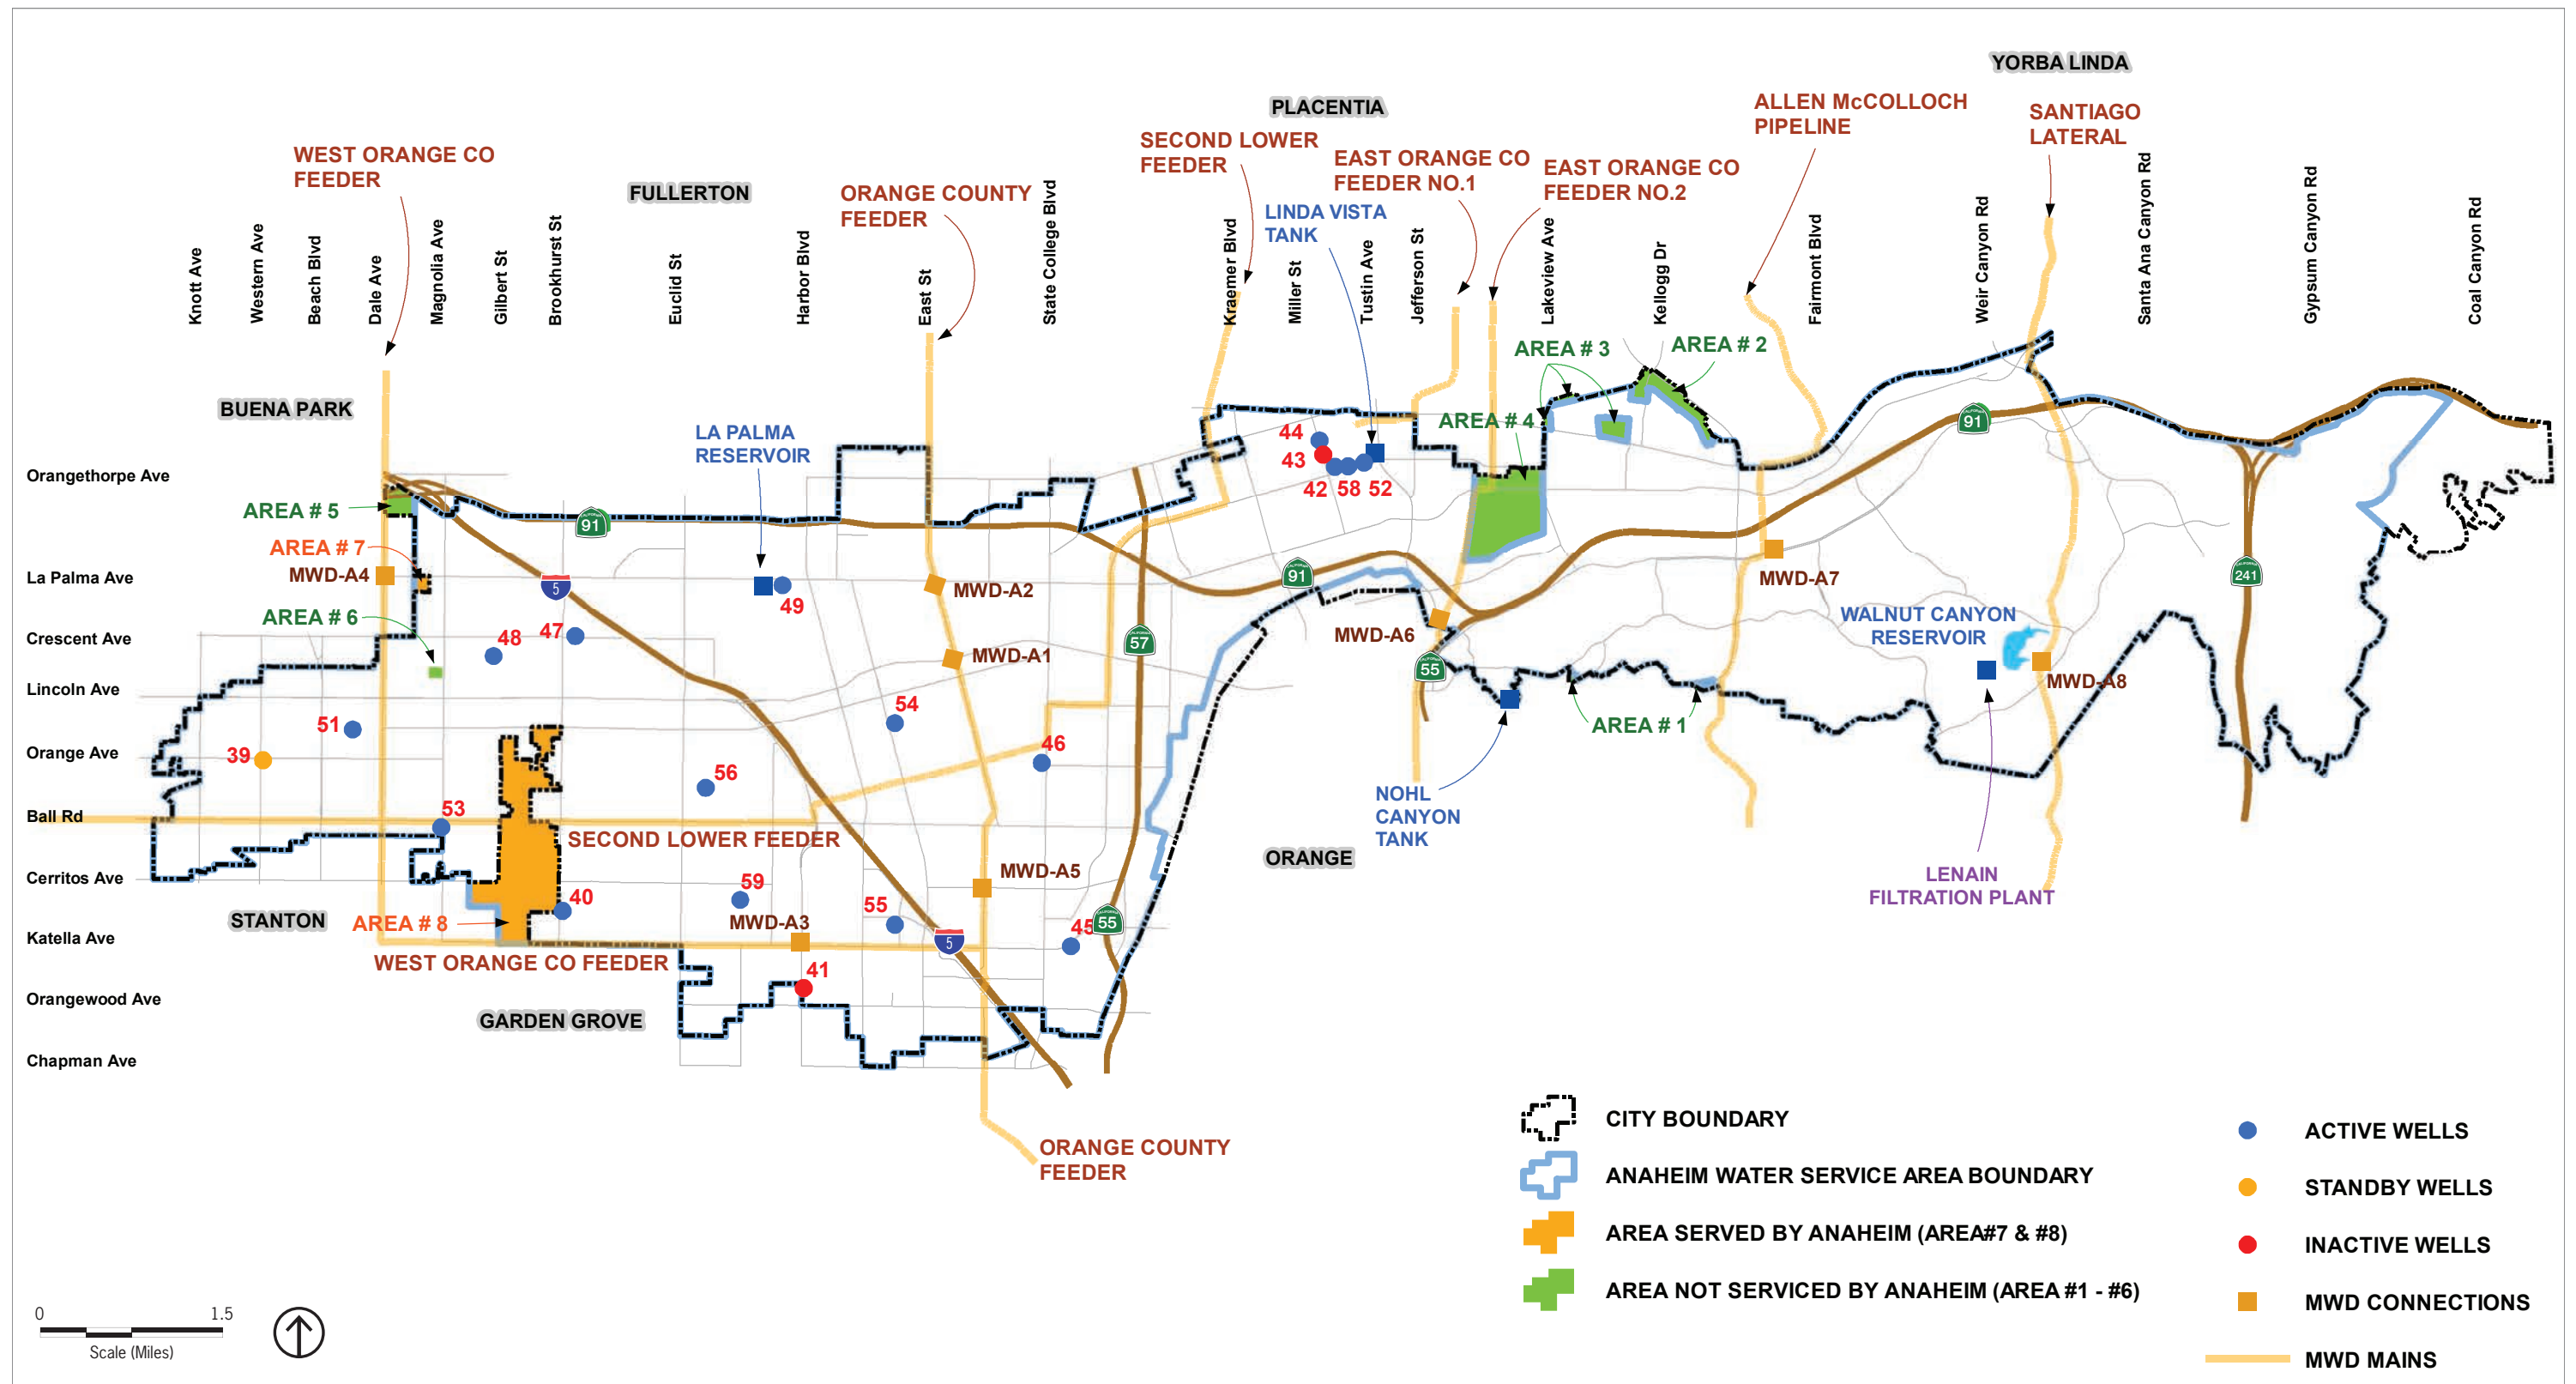 YORBA LINDA
PLACENTIA
ALLEN McCOLLOCH
PIPELINE
SANTIAGO
LATERAL
SECOND LOWER
FEEDER
EAST ORANGE CO
FEEDER NO.1
EAST ORANGE CO
FEEDER NO.2
WEST ORANGE CO
FEEDER
FULLERTON
ORANGE COUNTY
FEEDER
LINDA VISTA
TANK
Knott Ave
Western Ave
Beach Blvd
Dale Ave
Magnolia Ave
Gilbert St
Brookhurst St
Euclid St
Harbor Blvd
East St
State College Blvd
Kraemer Blvd
Miller St
Tustin Ave
Jefferson St
Lakeview Ave
Kellogg Dr
Fairmont Blvd
Weir Canyon Rd
Santa Ana Canyon Rd
Gypsum Canyon Rd
Coal Canyon Rd
AREA # 3
AREA # 2
BUENA PARK
AREA # 4
LA PALMA
RESERVOIR
44
43
42
58
52
91
Orangethorpe Ave
AREA # 5
91
AREA # 7
MWD-A4
La Palma Ave
5
49
MWD-A2
91
MWD-A7
241
AREA # 6
Crescent Ave
48
47
57
MWD-A6
WALNUT CANYON
RESERVOIR
MWD-A1
55
MWD-A8
Lincoln Ave
51
54
AREA # 1
Orange Ave
39
46
56
NOHL
CANYON
TANK
Ball Rd
53
SECOND LOWER FEEDER
ORANGE
Cerritos Ave
MWD-A5
LENAIN
FILTRATION PLANT
59
40
STANTON
AREA # 8
MWD-A3
55
45
55
Katella Ave
5
WEST ORANGE CO FEEDER
41
Orangewood Ave
GARDEN GROVE
Chapman Ave
ORANGE COUNTY
FEEDER
CITY BOUNDARY
ANAHEIM WATER SERVICE AREA BOUNDARY
AREA SERVED BY ANAHEIM (AREA#7 & #8)
AREA NOT SERVICED BY ANAHEIM (AREA #1 - #6)
ACTIVE WELLS
STANDBY WELLS
INACTIVE WELLS
MWD CONNECTIONS
MWD MAINS
0
1.5
Scale (Miles)